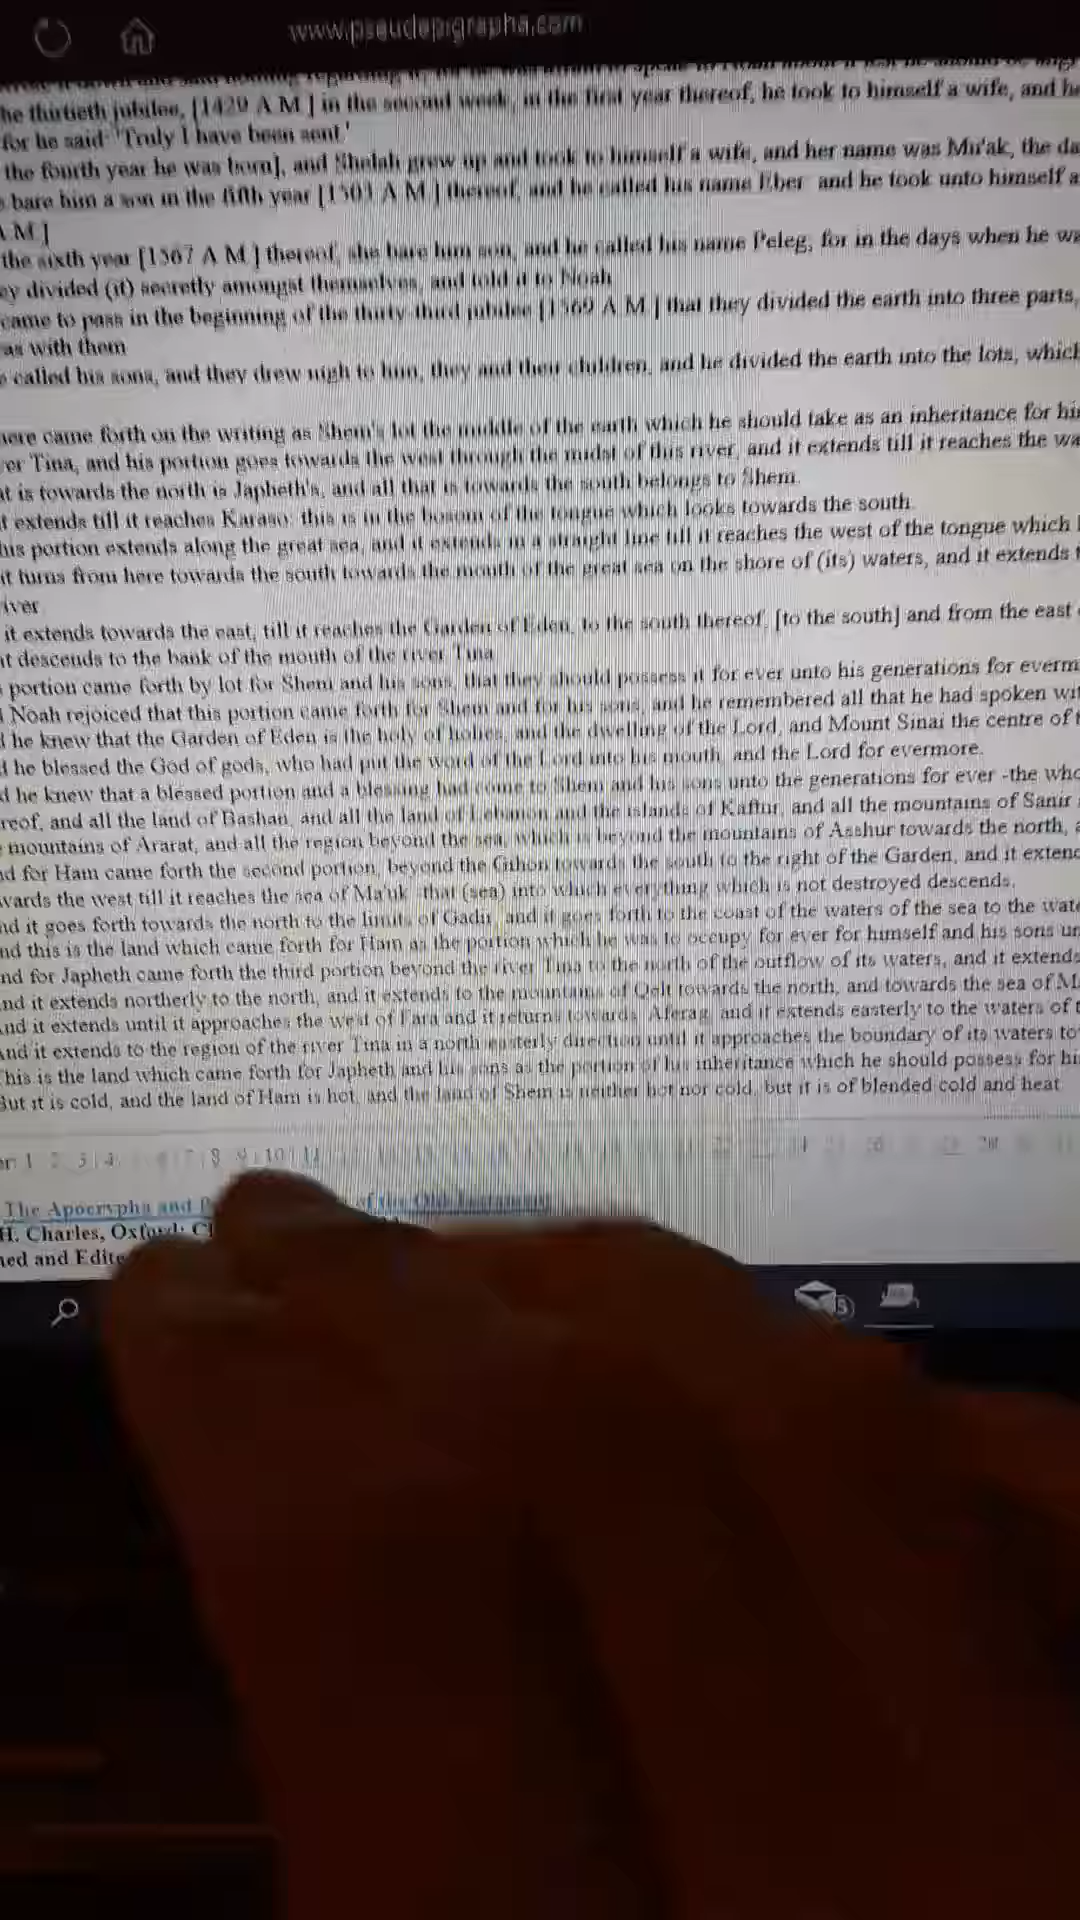 www.pseudepigrapha.com
he thirtieth jubilee, [1429 A M ] in the second week, in the first year thereof, he took to himself a wife, and he
for he said 'Truly I have been sent '
the fourth year he was born], and Shelah grew up and took to himself a wife, and her name was Mu'ak, the da
bare him a son in the fifth year [1503 A M ] thereof, and he called his name Eber and he took unto himself a
A M ]
the sixth year [1567 A M ] thereof, she bare him son, and he called his name Peleg, for in the days when he wa
ey divided (it) secretly amongst themselves, and told it to Noah
came to pass in the beginning of the thirty-third jubilee [1569 A M ] that they divided the earth into three parts,
as with them
called his sons, and they drew nigh to him, they and their children, and he divided the earth into the lots, which
here came forth on the writing as Shem's lot the middle of the earth which he should take as an inheritance for hi
er Tina, and his portion goes towards the west through the midst of this river, and it extends till it reaches the wa
at is towards the north is Japheth's, and all that is towards the south belongs to Shem.
t extends till it reaches Karaso: this is in the bosom of the tongue which looks towards the south.
his portion extends along the great sea, and it extends in a straight line till it reaches the west of the tongue which l
it turns from here towards the south towards the mouth of the great sea on the shore of (its) waters, and it extends t
iver
it extends towards the east, till it reaches the Garden of Eden, to the south thereof, [to the south] and from the east
t descends to the bank of the mouth of the river Tina
portion came forth by lot for Shem and his sons, that they should possess it for ever unto his generations for everm
Noah rejoiced that this portion came forth for Shem and for his sons, and he remembered all that he had spoken wit
d he knew that the Garden of Eden is the holy of holies, and the dwelling of the Lord, and Mount Sinai the centre of t
d he blessed the God of gods, who had put the word of the Lord into his mouth, and the Lord for evermore.
d he knew that a blessed portion and a blessing had come to Shem and his sons unto the generations for ever -the who
reof, and all the land of Bashan, and all the land of Lebanon and the islands of Kaftur, and all the mountains of Sanir
mountains of Ararat, and all the region beyond the sea, which is beyond the mountains of Asshur towards the north, a
nd for Ham came forth the second portion, beyond the Gihon towards the south to the right of the Garden, and it extend
wards the west till it reaches the sea of Ma'uk -that (sea) into which everything which is not destroyed descends.
nd it goes forth towards the north to the limits of Gadir, and it goes forth to the coast of the waters of the sea to the wate
nd this is the land which came forth for Ham as the portion which he was to occupy for ever for himself and his sons un
nd for Japheth came forth the third portion beyond the river Tina to the north of the outflow of its waters, and it extends
nd it extends northerly to the north, and it extends to the mountains of Qelt towards the north, and towards the sea of M
And it extends until it approaches the west of Fara and it returns towards 'Aferag, and it extends easterly to the waters of t
And it extends to the region of the river Tina in a north-easterly direction until it approaches the boundary of its waters to
This is the land which came forth for Japheth and his sons as the portion of his inheritance which he should possess for hi
But it is cold, and the land of Ham is hot, and the land of Shem is neither hot nor cold, but it is of blended cold and heat
1 2 3 4 7 8 9 10 11
The Apocrypha and of the Old Testament
H. Charles, Oxford:
ned and Edite